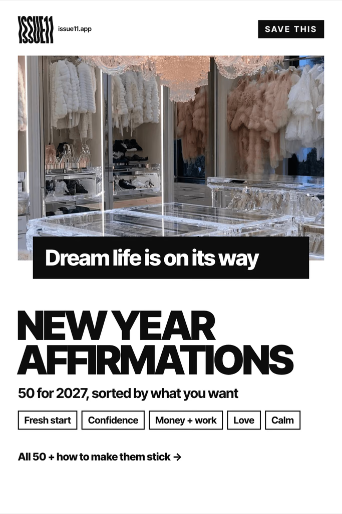 ISSUE11
issue11.app
SAVE THIS
Dream life is on its way
NEW YEAR
AFFIRMATIONS
50 for 2027, sorted by what you want
Fresh start
Confidence
Money + work
Love
Calm
All 50 + how to make them stick →